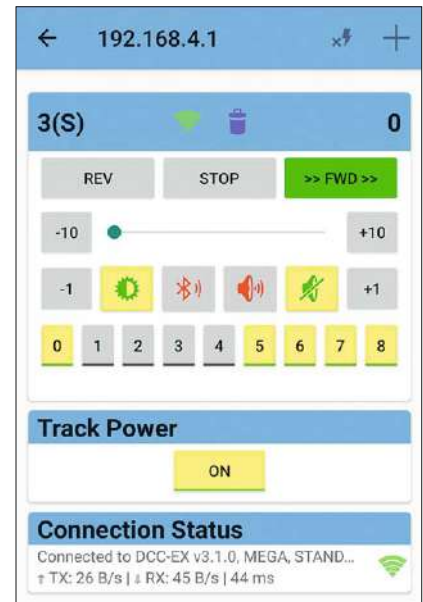 192.168.4.1
3(S) 0
REV STOP >> FWD >>
-10 +10
-1 +1
0 1 2 3 4 5 6 7 8
Track Power
ON
Connection Status
Connected to DCC-EX v3.1.0, MEGA, STAND...
↑ TX: 26 B/s | ↓ RX: 45 B/s | 44 ms